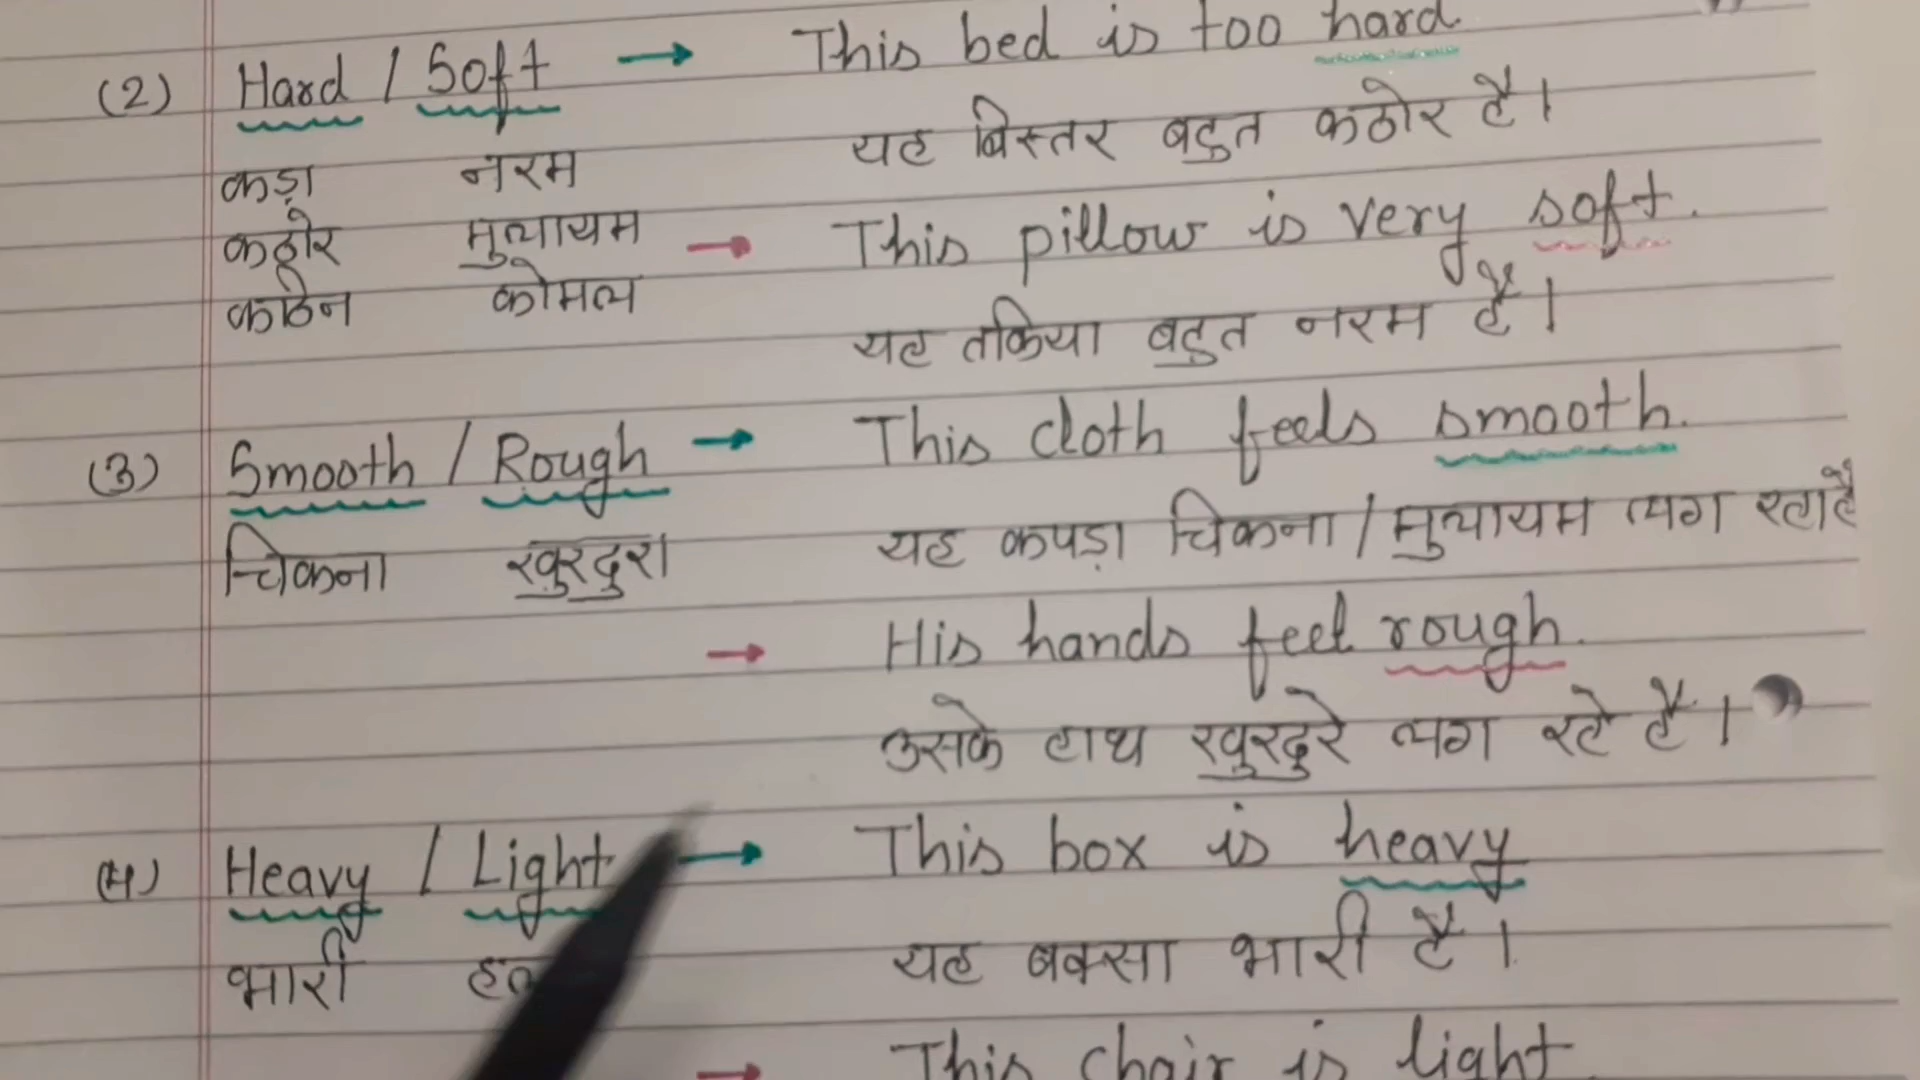 (2) Hard / Soft → This bed is too hard
यह बिस्तर बहुत कठोर है।
कड़ा नरम
कठोर मुलायम → This pillow is very soft.
कठिन कोमल
यह तकिया बहुत नरम है।
(3) Smooth / Rough → This cloth feels smooth.
चिकना खुरदुरा यह कपड़ा चिकना / मुलायम लग रहा है
→ His hands feel rough.
उसके हाथ खुरदुरे लग रहे है।
(4) Heavy / Light → This box is heavy
भारी यह बक्सा भारी है।
→ This chair is light